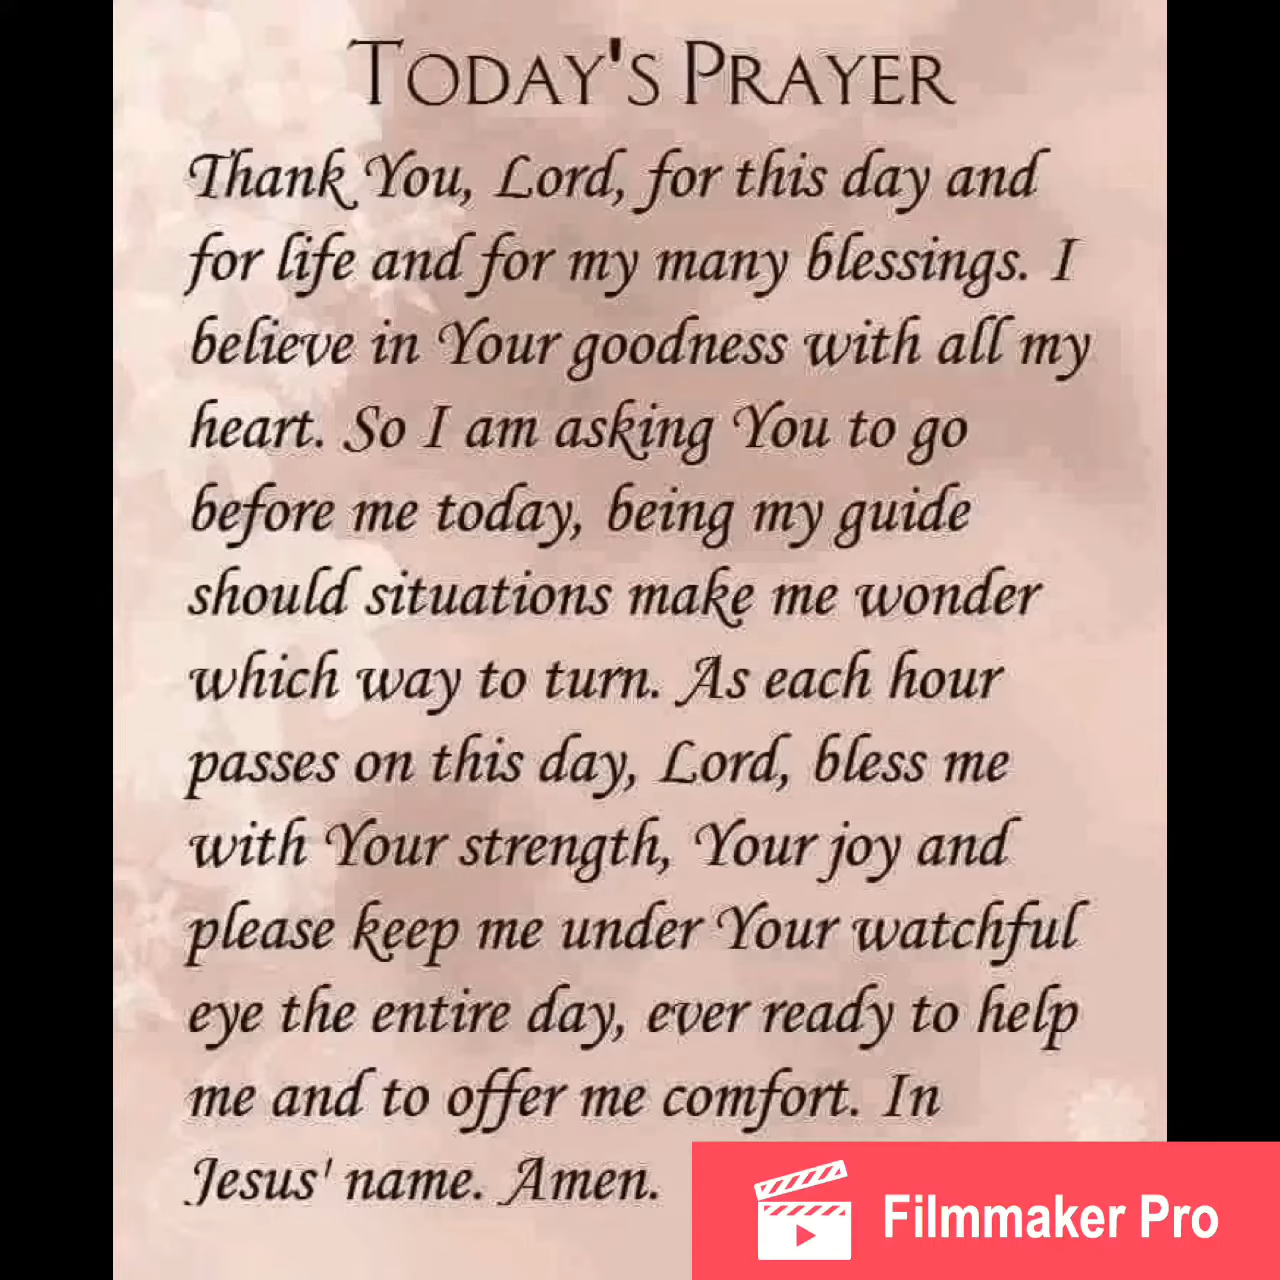 TODAY'S PRAYER
Thank You, Lord, for this day and
for life and for my many blessings. I
believe in Your goodness with all my
heart. So I am asking You to go
before me today, being my guide
should situations make me wonder
which way to turn. As each hour
passes on this day, Lord, bless me
with Your strength, Your joy and
please keep me under Your watchful
eye the entire day, ever ready to help
me and to offer me comfort. In
Jesus' name. Amen.
Filmmaker Pro